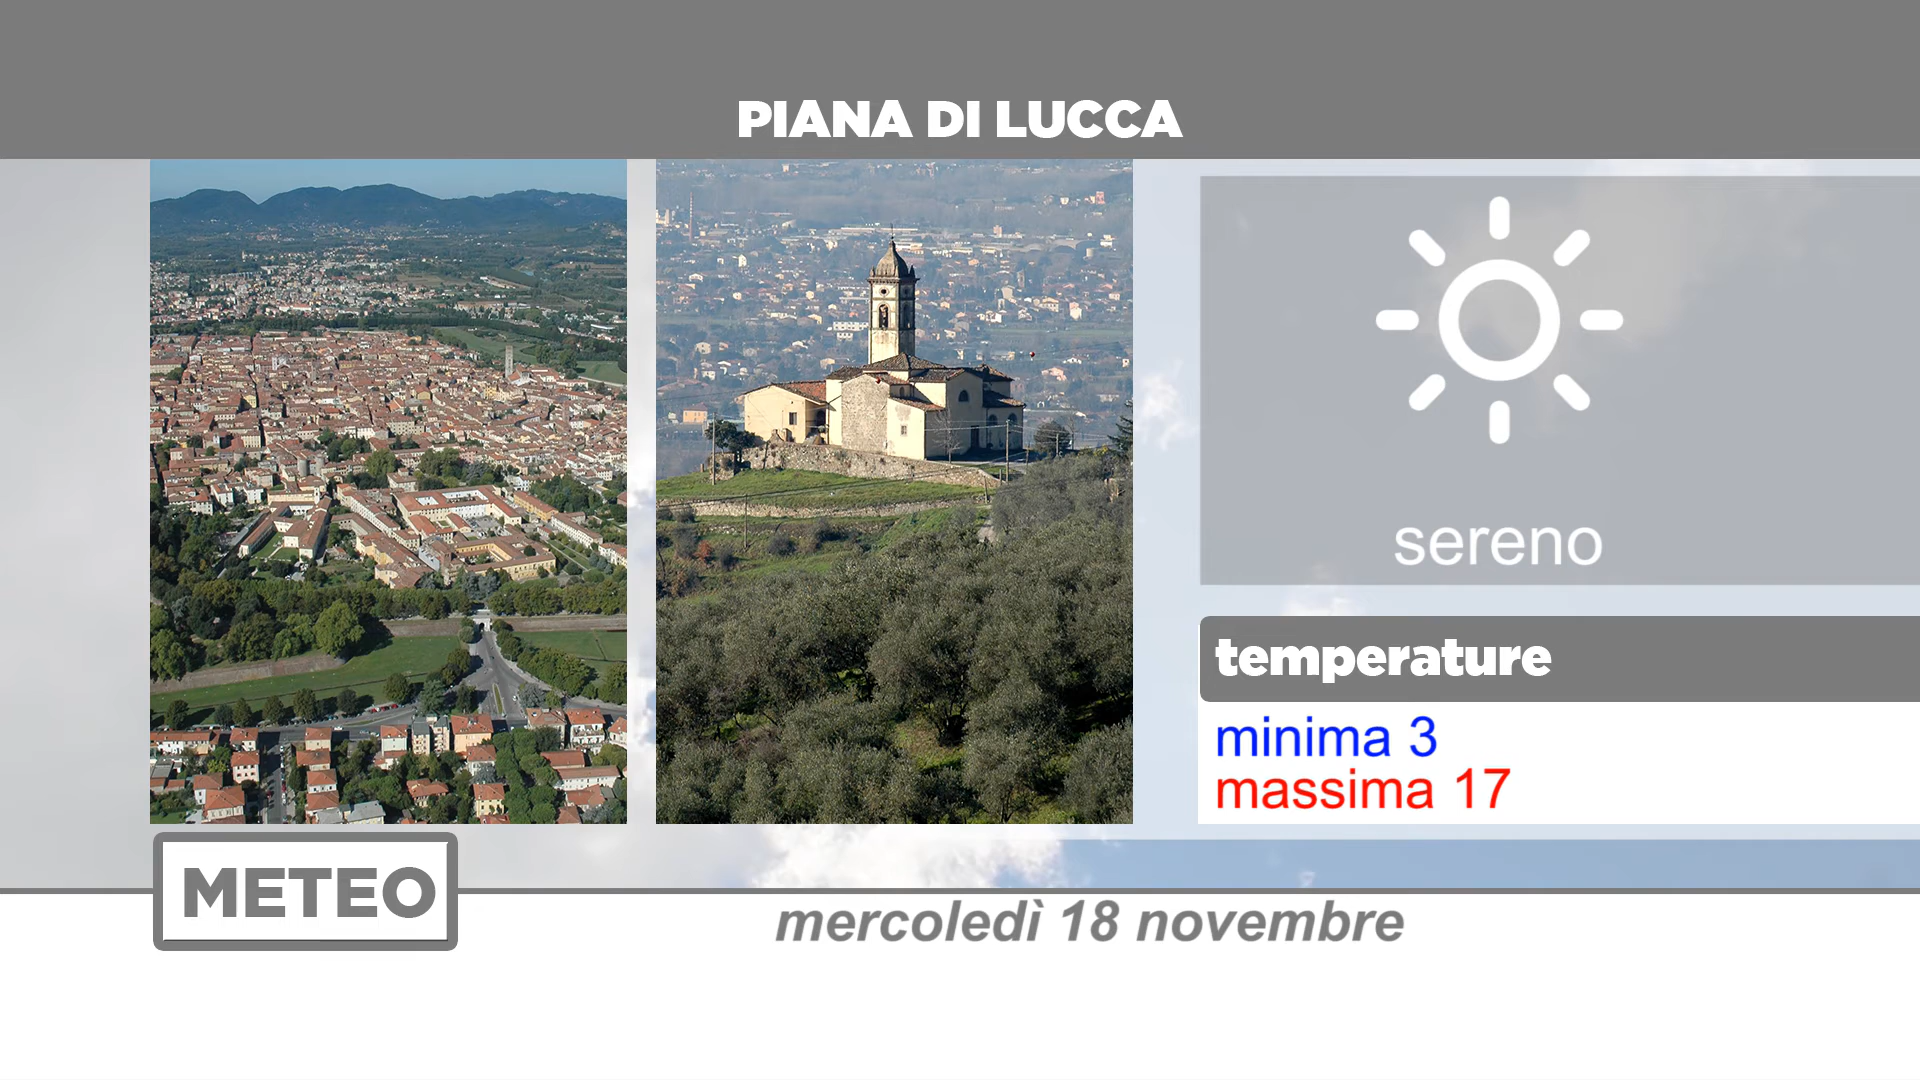 PIANA DI LUCCA
sereno
temperature
minima 3
massima 17
METEO
mercoledì 18 novembre